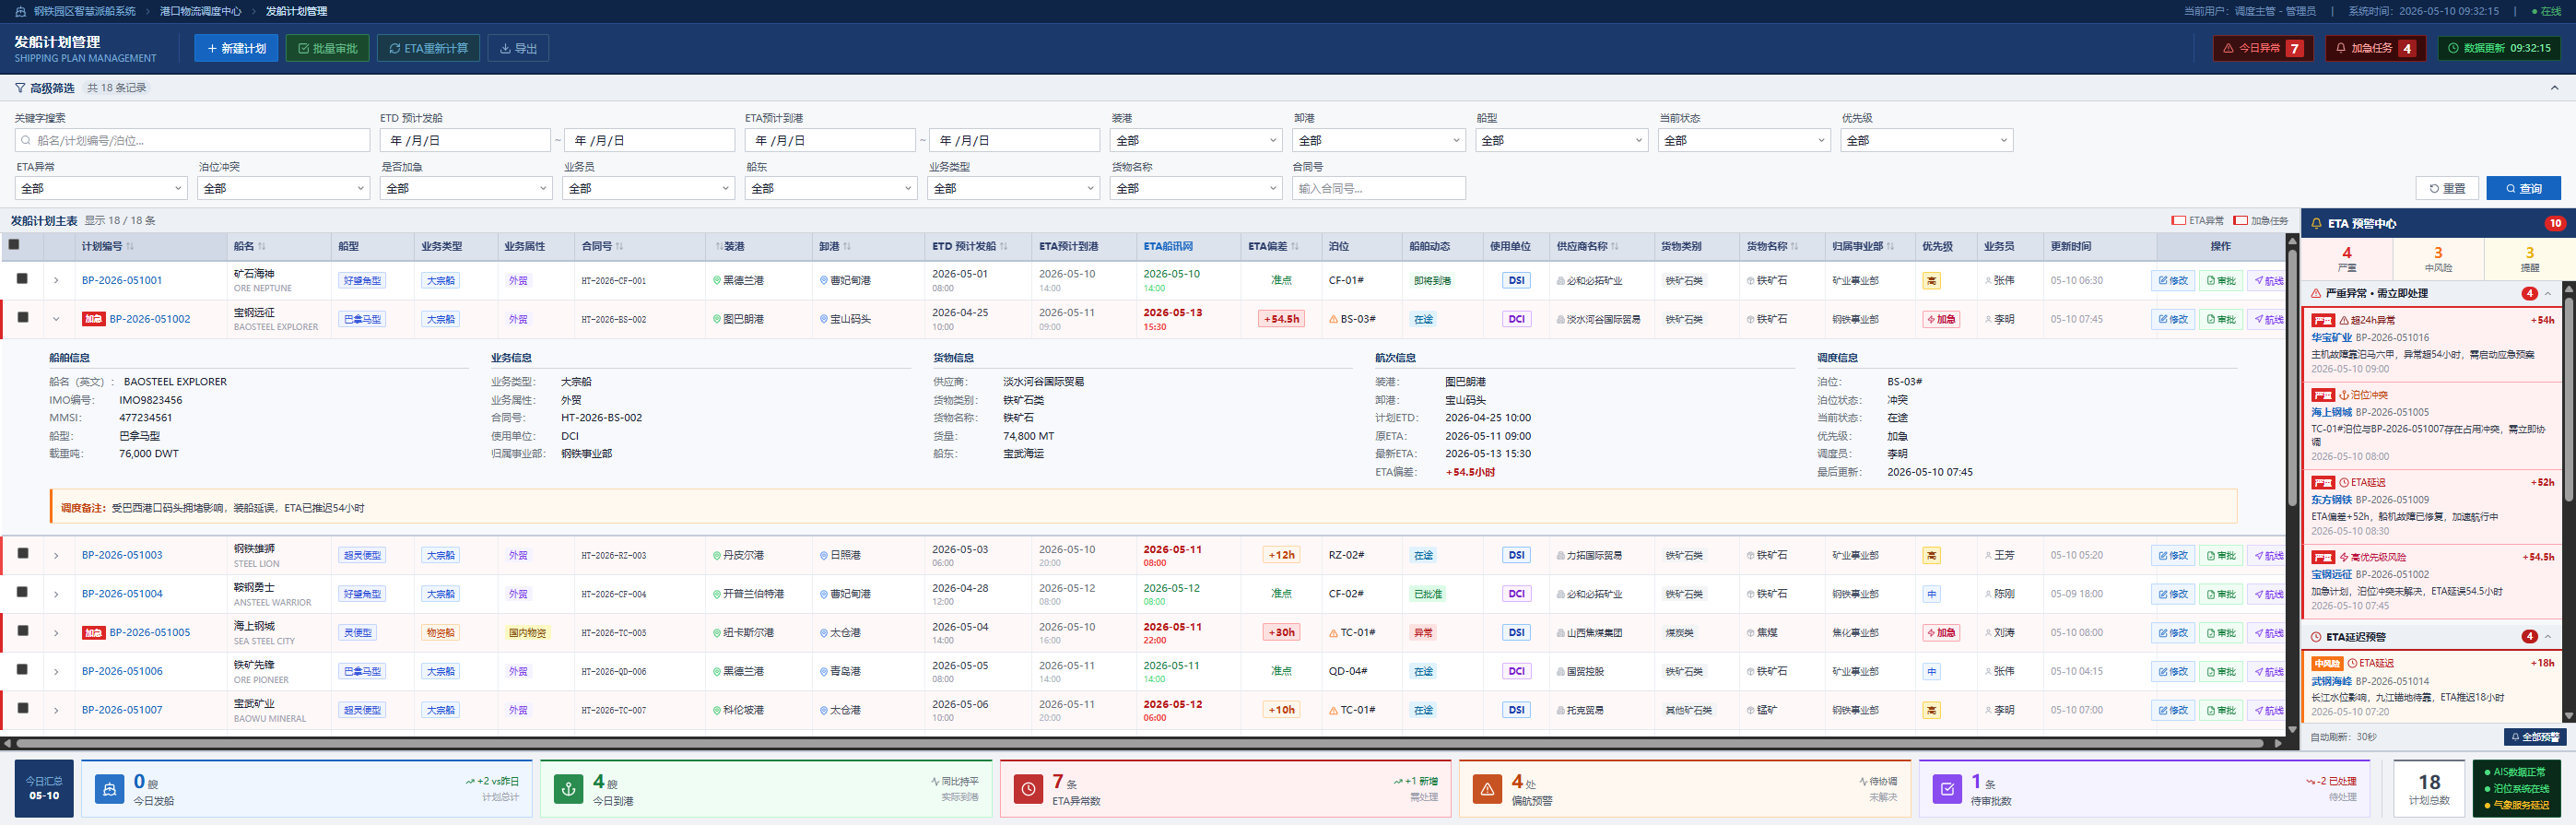 钢铁园区智慧派船系统 › 港口物流调度中心 › 发船计划管理
当前用户：调度主管 - 管理员 | 系统时间：2026-05-10 09:32:15 | 在线
发船计划管理
SHIPPING PLAN MANAGEMENT
新建计划 批量审批 ETA重新计算 导出
今日异常 7 加急任务 4 数据更新 09:32:15
高级筛选 共 18 条记录
关键字搜索 ETD 预计发船 ETA预计到港 装港 卸港 船型 当前状态 优先级
船名/计划编号/泊位... 年 /月/日 ~ 年 /月/日 年 /月/日 ~ 年 /月/日 全部 全部 全部 全部 全部
ETA异常 泊位冲突 是否加急 业务员 船东 业务类型 货物名称 合同号
全部 全部 全部 全部 全部 全部 全部 输入合同号...
重置 查询
发船计划主表 显示 18 / 18 条
ETA异常 加急任务
计划编号 船名 船型 业务类型 业务属性 合同号 装港 卸港 ETD 预计发船 ETA预计到港 ETA船讯网 ETA偏差 泊位 船舶动态 使用单位 供应商名称 货物类别 货物名称 归属事业部 优先级 业务员 更新时间 操作
BP-2026-051001 矿石海神 好望角型 大宗船 外贸 HT-2026-CF-001 黑德兰港 曹妃甸港 2026-05-01 2026-05-10 2026-05-10 准点 CF-01# 即将到港 DSI 必和必拓矿业 铁矿石类 铁矿石 矿业事业部 高 张伟 05-10 06:30 修改 审批 航线
ORE NEPTUNE 08:00 14:00 14:00
加急 BP-2026-051002 宝钢远征 巴拿马型 大宗船 外贸 HT-2026-BS-002 图巴朗港 宝山码头 2026-04-25 2026-05-11 2026-05-13 +54.5h BS-03# 在途 DCI 淡水河谷国际贸易 铁矿石类 铁矿石 钢铁事业部 加急 李明 05-10 07:45 修改 审批 航线
BAOSTEEL EXPLORER 10:00 09:00 15:30
船舶信息
船名（英文）： BAOSTEEL EXPLORER
IMO编号： IMO9823456
MMSI： 477234561
船型： 巴拿马型
载重吨： 76,000 DWT
业务信息
业务类型： 大宗船
业务属性： 外贸
合同号： HT-2026-BS-002
使用单位： DCI
归属事业部： 钢铁事业部
货物信息
供应商： 淡水河谷国际贸易
货物类别： 铁矿石类
货物名称： 铁矿石
货量： 74,800 MT
船东： 宝武海运
航次信息
装港： 图巴朗港
卸港： 宝山码头
计划ETD： 2026-04-25 10:00
原ETA： 2026-05-11 09:00
最新ETA： 2026-05-13 15:30
ETA偏差： +54.5小时
调度信息
泊位： BS-03#
泊位状态： 冲突
当前状态： 在途
优先级： 加急
调度员： 李明
最后更新： 2026-05-10 07:45
调度备注：受巴西港口码头拥堵影响，装船延误，ETA已推迟54小时
BP-2026-051003 钢铁雄狮 超灵便型 大宗船 外贸 HT-2026-RZ-003 丹皮尔港 日照港 2026-05-03 2026-05-10 2026-05-11 +12h RZ-02# 在途 DSI 力拓国际贸易 铁矿石类 铁矿石 矿业事业部 高 王芳 05-10 05:20 修改 审批 航线
STEEL LION 06:00 20:00 08:00
BP-2026-051004 鞍钢勇士 好望角型 大宗船 外贸 HT-2026-CF-004 开普兰伯特港 曹妃甸港 2026-04-28 2026-05-12 2026-05-12 准点 CF-02# 已批准 DCI 必和必拓矿业 铁矿石类 铁矿石 钢铁事业部 中 陈刚 05-09 18:00 修改 审批 航线
ANSTEEL WARRIOR 12:00 08:00 08:00
加急 BP-2026-051005 海上钢城 灵便型 物资船 国内物资 HT-2026-TC-005 纽卡斯尔港 太仓港 2026-05-04 2026-05-10 2026-05-11 +30h TC-01# 异常 DSI 山西焦煤集团 煤炭类 焦煤 焦化事业部 加急 刘涛 05-10 08:00 修改 审批 航线
SEA STEEL CITY 14:00 16:00 22:00
BP-2026-051006 铁矿先锋 巴拿马型 大宗船 外贸 HT-2026-QD-006 黑德兰港 青岛港 2026-05-05 2026-05-11 2026-05-11 准点 QD-04# 在途 DCI 国贸控股 铁矿石类 铁矿石 钢铁事业部 中 张伟 05-10 04:15 修改 审批 航线
ORE PIONEER 08:00 14:00 14:00
BP-2026-051007 宝武矿业 超灵便型 大宗船 外贸 HT-2026-TC-007 科伦坡港 太仓港 2026-05-06 2026-05-11 2026-05-12 +10h TC-01# 在途 DSI 托克贸易 其他矿石类 锰矿 钢铁事业部 高 李明 05-10 07:00 修改 审批 航线
BAOWU MINERAL 10:00 20:00 06:00
ETA 预警中心 10
4 3 3
严重 中风险 提醒
严重异常・需立即处理 4
严重 超24h异常 +54h
华宝矿业 BP-2026-051016
主机故障靠泊马六甲，异常超54小时，需启动应急预案
2026-05-10 09:00
严重 泊位冲突
海上钢城 BP-2026-051005
TC-01#泊位与BP-2026-051007存在占用冲突，需立即协
调
2026-05-10 08:00
严重 ETA延迟 +52h
东方钢铁 BP-2026-051009
ETA偏差+52h，舵机故障已修复，加速航行中
2026-05-10 08:30
严重 高优先级风险 +54.5h
宝钢远征 BP-2026-051002
加急计划，泊位冲突未解决，ETA延误54.5小时
2026-05-10 07:45
ETA延迟预警 4
中风险 ETA延迟 +18h
武钢海峰 BP-2026-051014
长江水位影响，九江锚地待靠，ETA推迟18小时
2026-05-10 07:20
自动刷新：30秒 全部预警
今日汇总
05-10
0 艘 +2 vs昨日
今日发船 计划总计
4 艘 同比持平
今日到港 实际到港
7 条 +1 新增
ETA异常数 需处理
4 处 待协调
偏航预警 未解决
1 条 -2 已处理
待审批数 待处理
18
计划总数
AIS数据正常
泊位系统在线
气象服务延迟